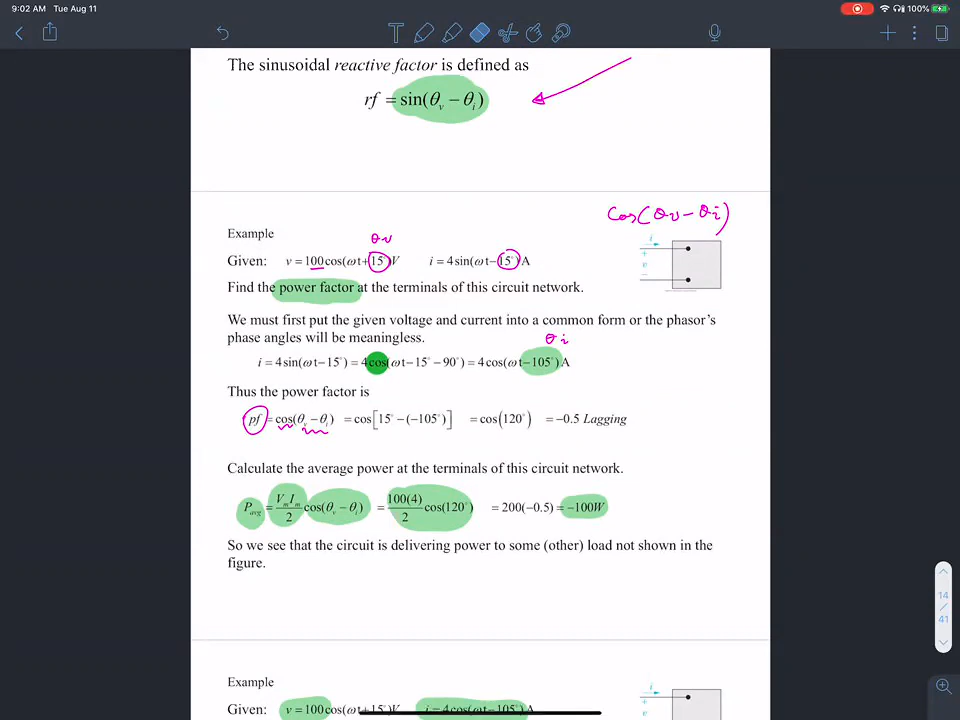 9:02 AM Tue Aug 11
100%
The sinusoidal reactive factor is defined as
rf = sin(θv − θi)
cos(θv − θi)
Example
θv
Given: v = 100cos(ωt+15°)V i = 4sin(ωt−15°)A
i
+
v
−
Find the power factor at the terminals of this circuit network.
We must first put the given voltage and current into a common form or the phasor's
phase angles will be meaningless.
θi
i = 4sin(ωt−15°) = 4cos(ωt−15°−90°) = 4cos(ωt−105°)A
Thus the power factor is
pf = cos(θv − θi) = cos[15° − (−105°)] = cos(120°) = −0.5 Lagging
Calculate the average power at the terminals of this circuit network.
Pavg = VmIm/2 cos(θv − θi) = 100(4)/2 cos(120°) = 200(−0.5) = −100W
So we see that the circuit is delivering power to some (other) load not shown in the
figure.
14
/
41
Example
i
+
Given: v = 100cos(ωt+15°)V i = 4cos(ωt−105°)A